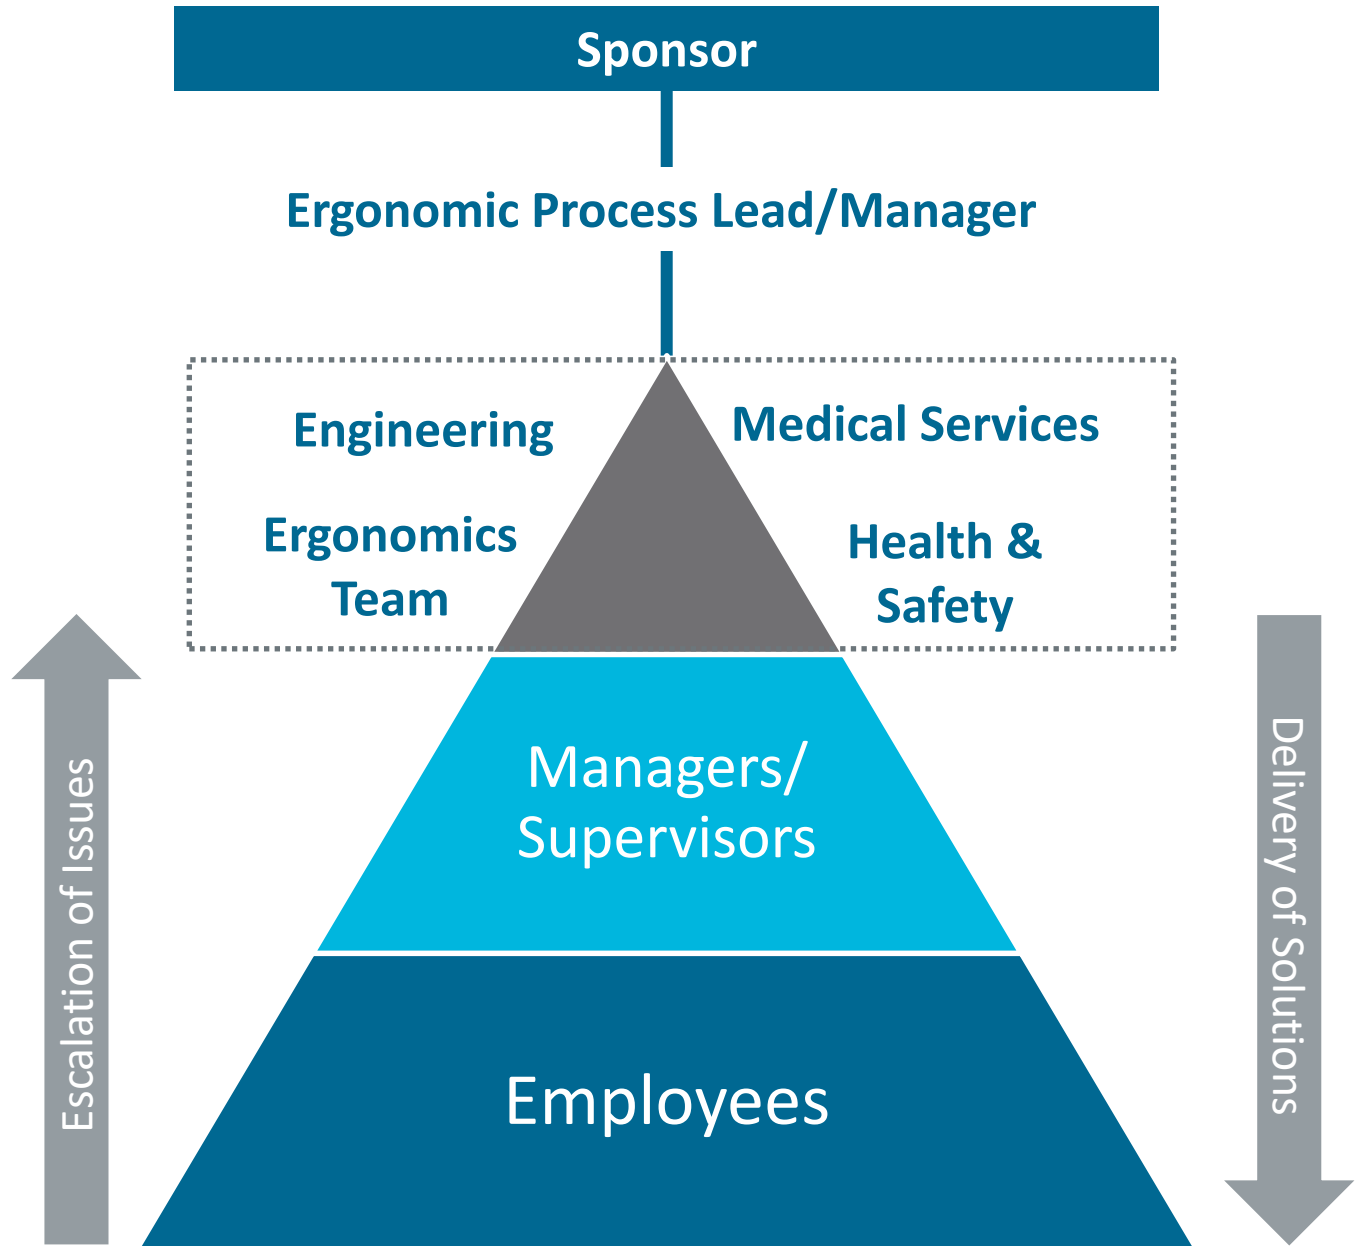 Sponsor
Ergonomic Process Lead/Manager
Engineering
Medical Services
Ergonomics
Team
Health &
Safety
Managers/
Supervisors
Employees
Escalation of Issues
Delivery of Solutions